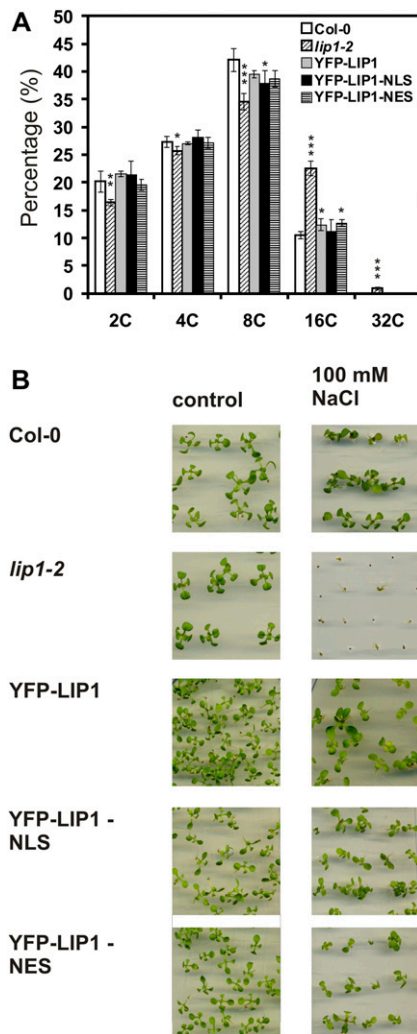 A
Percentage (%)
50
45
40
35
30
25
20
15
10
5
0
Col-0
lip1-2
YFP-LIP1
YFP-LIP1-NLS
YFP-LIP1-NES
**
*
***
*
***
*
*
***
2C
4C
8C
16C
32C
B
control
100 mM
NaCl
Col-0
lip1-2
YFP-LIP1
YFP-LIP1 -
NLS
YFP-LIP1 -
NES